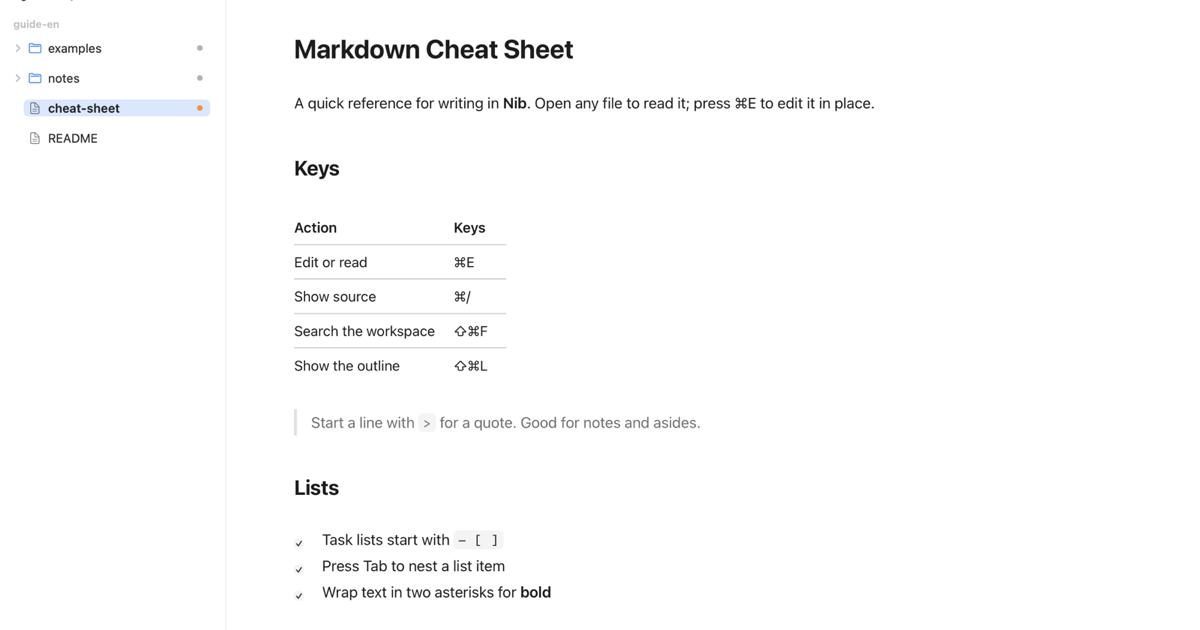 guide-en
examples
notes
cheat-sheet
README
Markdown Cheat Sheet
A quick reference for writing in Nib. Open any file to read it; press ⌘E to edit it in place.
Keys
Action Keys
Edit or read ⌘E
Show source ⌘/
Search the workspace ⇧⌘F
Show the outline ⇧⌘L
Start a line with > for a quote. Good for notes and asides.
Lists
Task lists start with - [ ]
Press Tab to nest a list item
Wrap text in two asterisks for bold